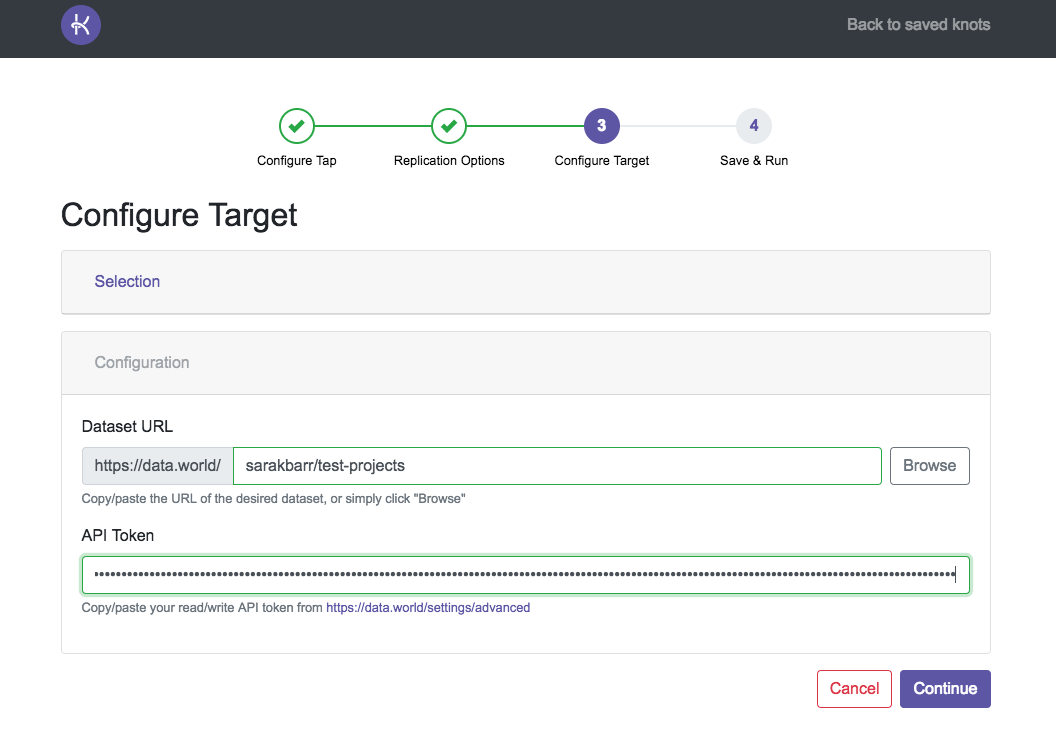 Back to saved knots
3
4
Configure Tap
Replication Options
Configure Target
Save & Run
Configure Target
Selection
Configuration
Dataset URL
https://data.world/ sarakbarr/test-projects Browse
Copy/paste the URL of the desired dataset, or simply click "Browse"
API Token
Copy/paste your read/write API token from https://data.world/settings/advanced
Cancel Continue